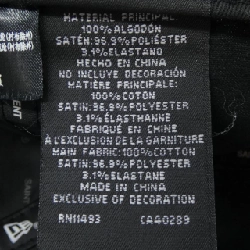 MATERIAL PRINCIPAL:
100%ALGODÓN
SATÉN:96.9%POLIÉSTER
3.1%ELASTANO
HECHO EN CHINA
NO INCLUYE DECORACIÓN
MATIÈRE PRINCIPALE:
100%COTON
SATIN:96.9% POLYESTER
3.1% ÉLASTHANNE
FABRIQUÉ EN CHINE
À L'EXCLUSION DE LA GARNITURE
MAIN FABRIC:100%COTTON
SATIN:96.9% POLYESTER
3.1% ELASTANE
MADE IN CHINA
EXCLUSIVE OF DECORATION
RN11493 CA40289